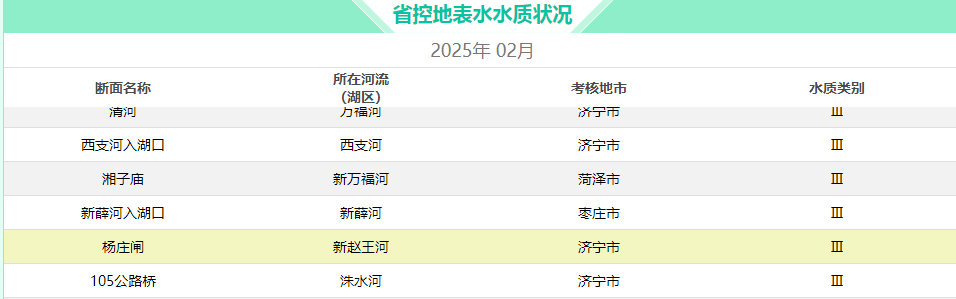 省控地表水水质状况
2025年 02月
断面名称 所在河流（湖区） 考核地市 水质类别
清河 万福河 济宁市 Ⅲ
西支河入湖口 西支河 济宁市 Ⅲ
湘子庙 新万福河 菏泽市 Ⅲ
新薛河入湖口 新薛河 枣庄市 Ⅲ
杨庄闸 新赵王河 济宁市 Ⅲ
105公路桥 洙水河 济宁市 Ⅲ